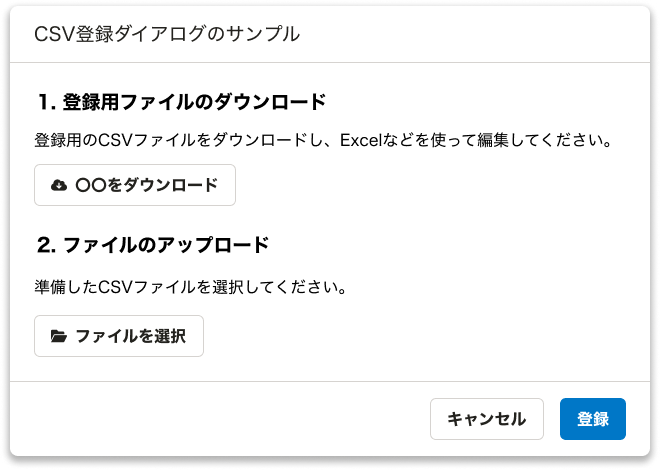 CSV登録ダイアログのサンプル
1. 登録用ファイルのダウンロード
登録用のCSVファイルをダウンロードし、Excelなどを使って編集してください。
〇〇をダウンロード
2. ファイルのアップロード
準備したCSVファイルを選択してください。
ファイルを選択
キャンセル
登録